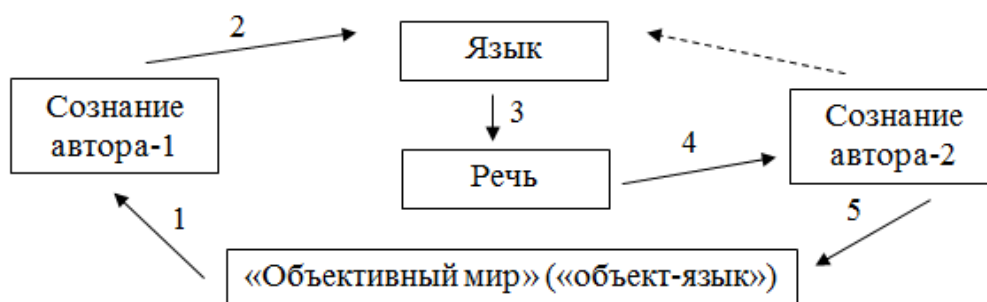 2
Язык
Сознание
автора-1
3
Сознание
автора-2
4
Речь
1
5
«Объективный мир» («объект-язык»)